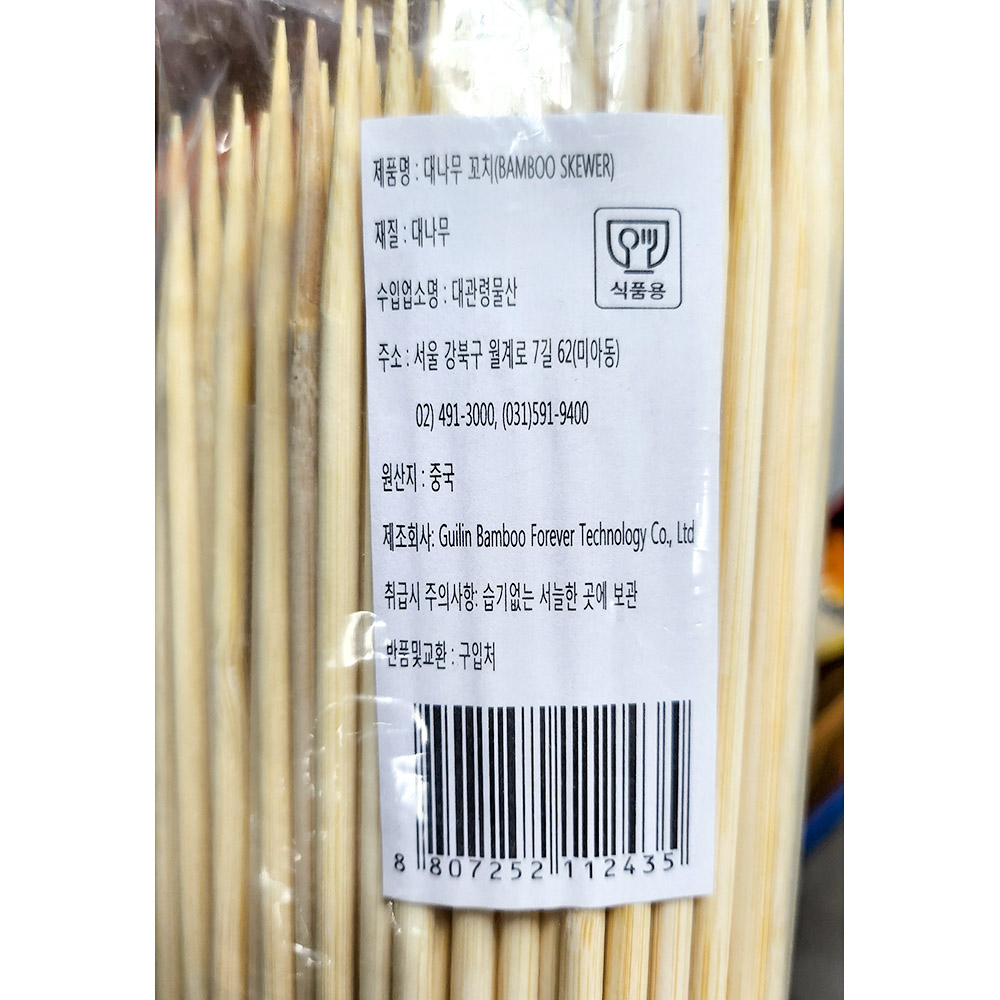 제품명 : 대나무 꼬치(BAMBOO SKEWER)
재질 : 대나무
식품용
수입업소명 : 대관령물산
주소 : 서울 강북구 월계로 7길 62(미아동)
02) 491-3000, (031)591-9400
원산지 : 중국
제조회사: Guilin Bamboo Forever Technology Co., Ltd
취급시 주의사항: 습기없는 서늘한 곳에 보관
반품및교환 : 구입처
8 807252 112435